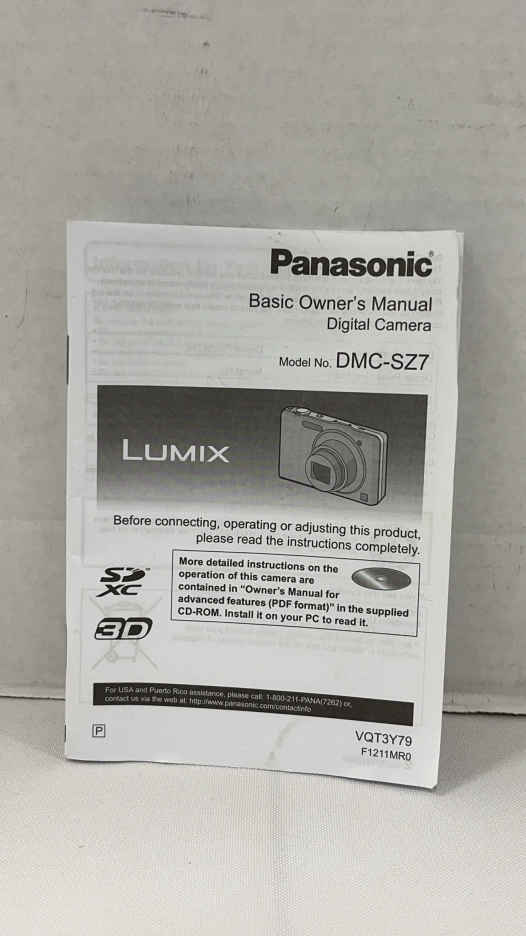 Panasonic®
Basic Owner's Manual
Digital Camera
Model No. DMC-SZ7
LUMIX
Before connecting, operating or adjusting this product,
please read the instructions completely.
More detailed instructions on the
operation of this camera are
contained in "Owner's Manual for
advanced features (PDF format)" in the supplied
CD-ROM. Install it on your PC to read it.
SD™
XC
3D
For USA and Puerto Rico assistance, please call: 1-800-211-PANA(7262) or,
contact us via the web at: http://www.panasonic.com/contactinfo
P
VQT3Y79
F1211MR0